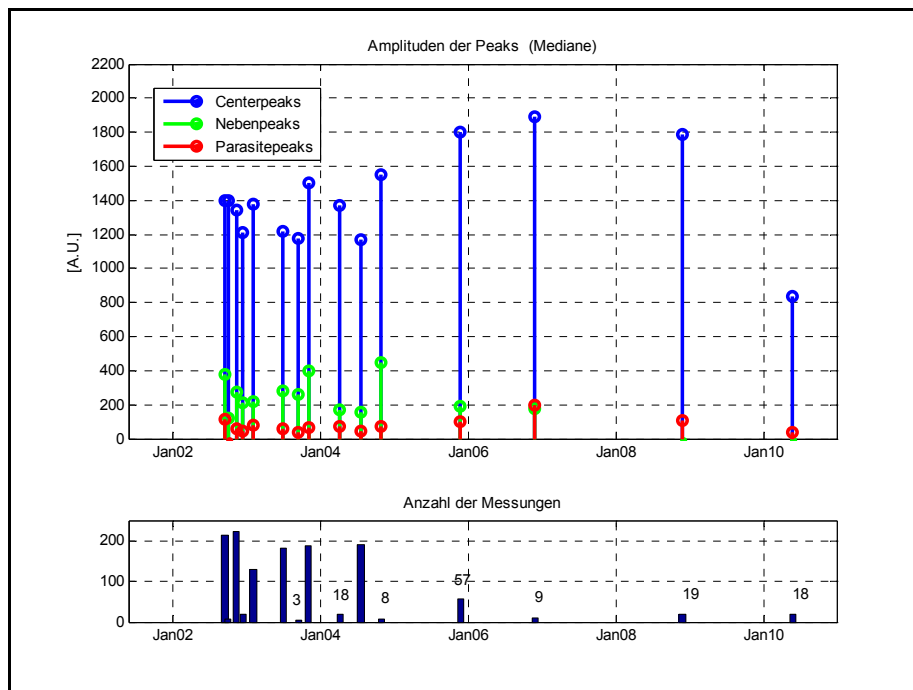 Amplituden der Peaks (Mediane)
2200
2000
1800
1600
1400
1200
1000
800
600
400
200
0
[A.U.]
Centerpeaks
Nebenpeaks
Parasitepeaks
Jan02 Jan04 Jan06 Jan08 Jan10
Anzahl der Messungen
200
100
0
3 18 8 57 9 19 18
Jan02 Jan04 Jan06 Jan08 Jan10